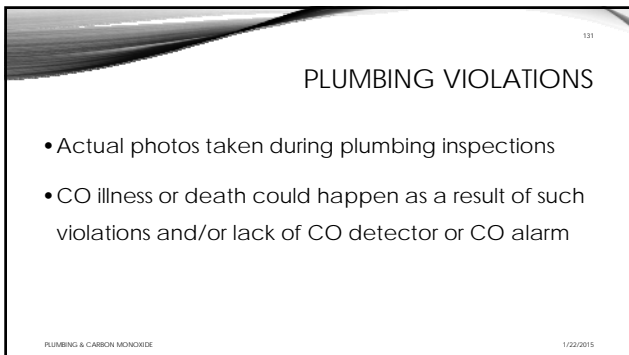 131
PLUMBING VIOLATIONS
• Actual photos taken during plumbing inspections
• CO illness or death could happen as a result of such
violations and/or lack of CO detector or CO alarm
PLUMBING & CARBON MONOXIDE
1/22/2015